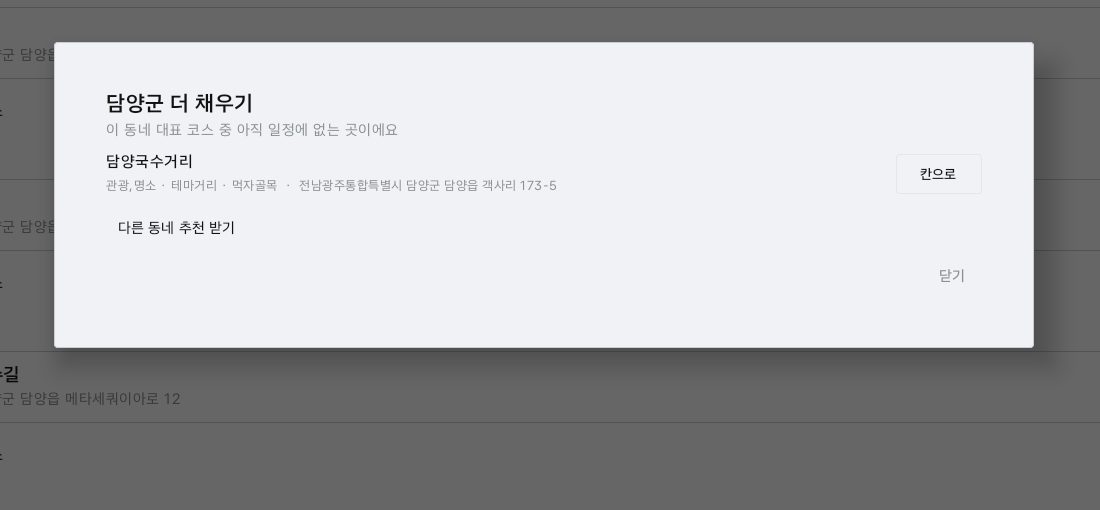 군 담양읍
담양군 더 채우기
이 동네 대표 코스 중 아직 일정에 없는 곳이에요
담양국수거리
관광,명소 · 테마거리 · 먹자골목 · 전남광주통합특별시 담양군 담양읍 객사리 173-5
칸으로
군 담양읍
다른 동네 추천 받기
닫기
길
군 담양읍 메타세쿼이아로 12